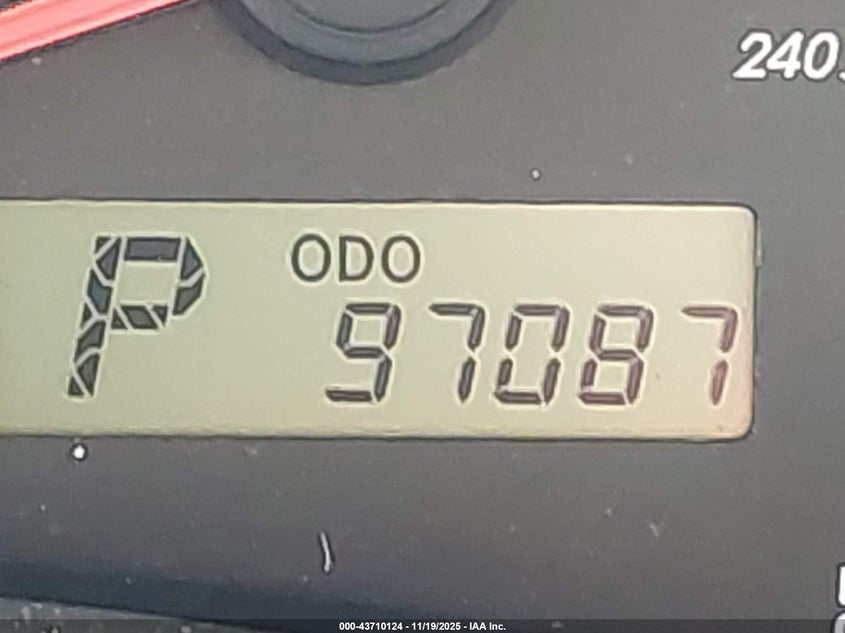 240
P
ODO
97087
000-43710124 - 11/19/2025 - IAA Inc.